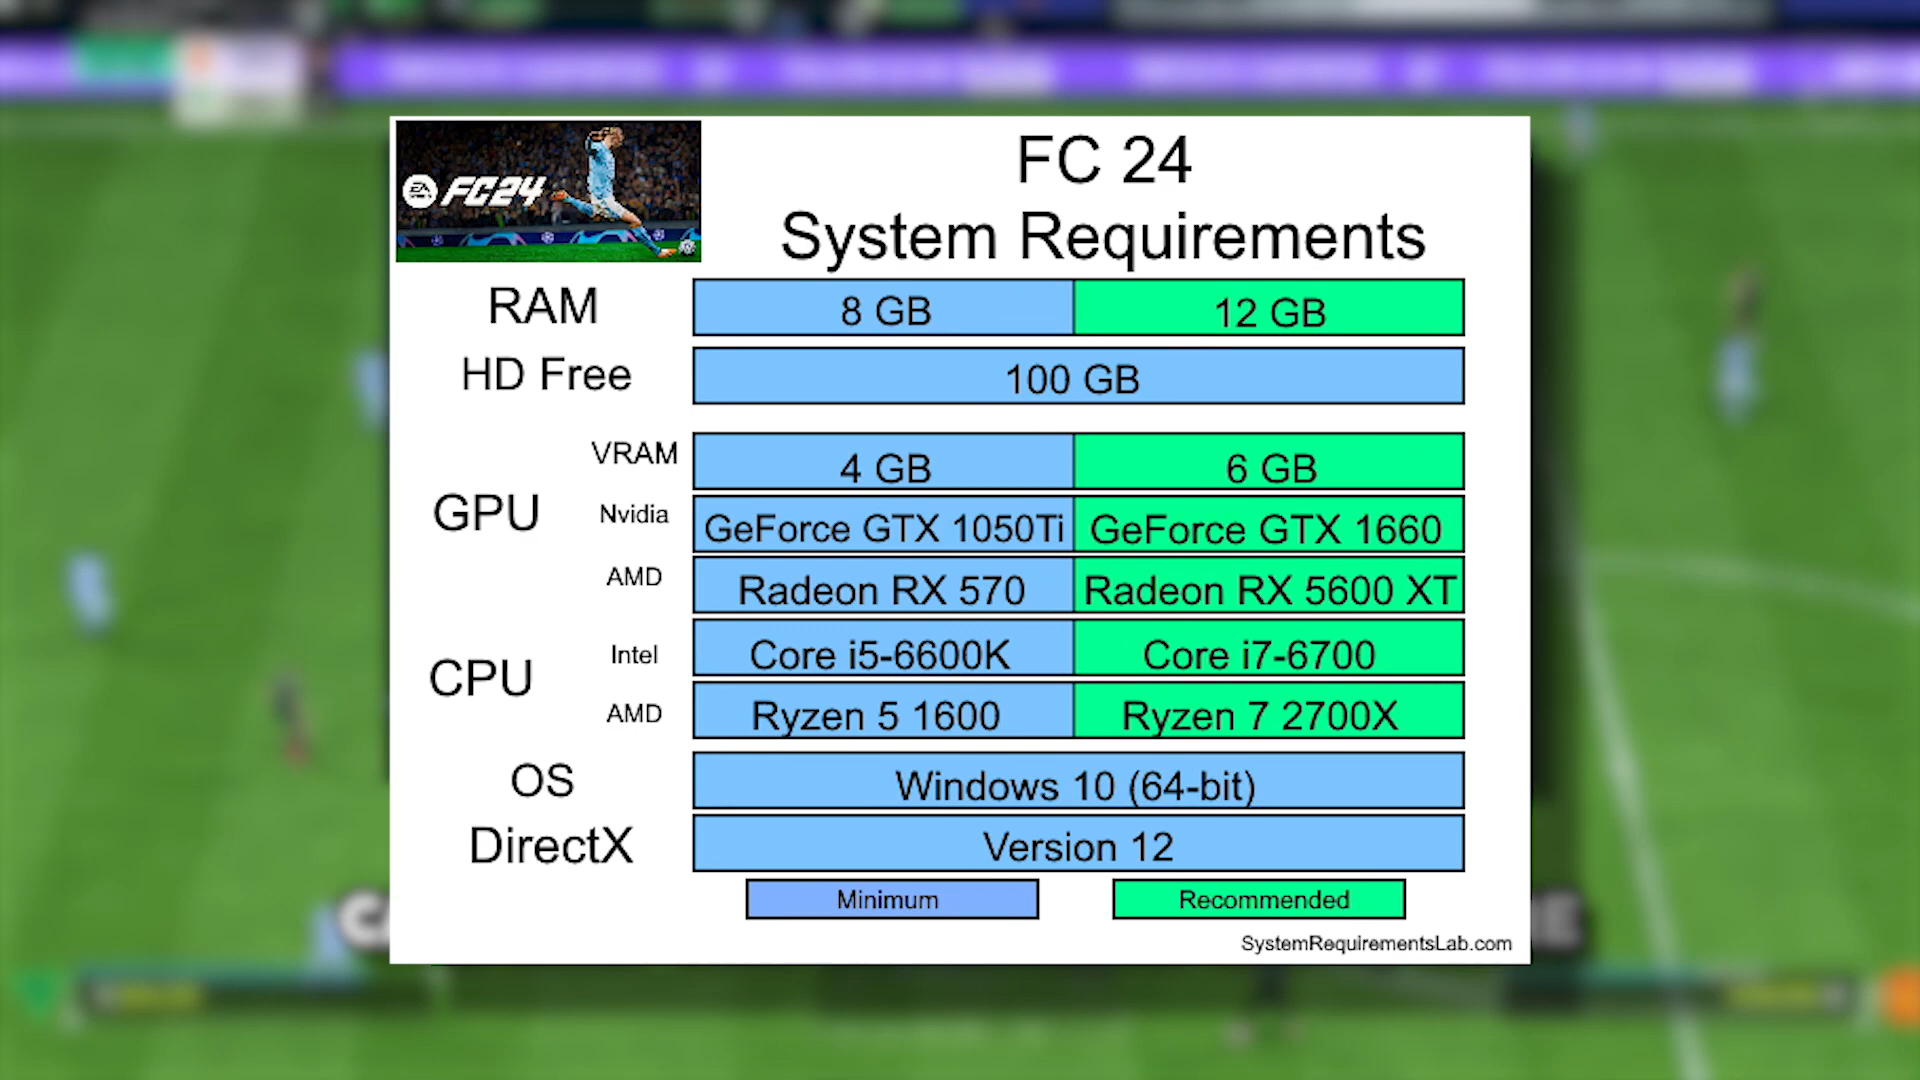 EA FC24
FC 24
System Requirements
RAM 8 GB 12 GB
HD Free 100 GB
GPU
VRAM 4 GB 6 GB
Nvidia GeForce GTX 1050Ti GeForce GTX 1660
AMD Radeon RX 570 Radeon RX 5600 XT
CPU
Intel Core i5-6600K Core i7-6700
AMD Ryzen 5 1600 Ryzen 7 2700X
OS Windows 10 (64-bit)
DirectX Version 12
Minimum Recommended
SystemRequirementsLab.com